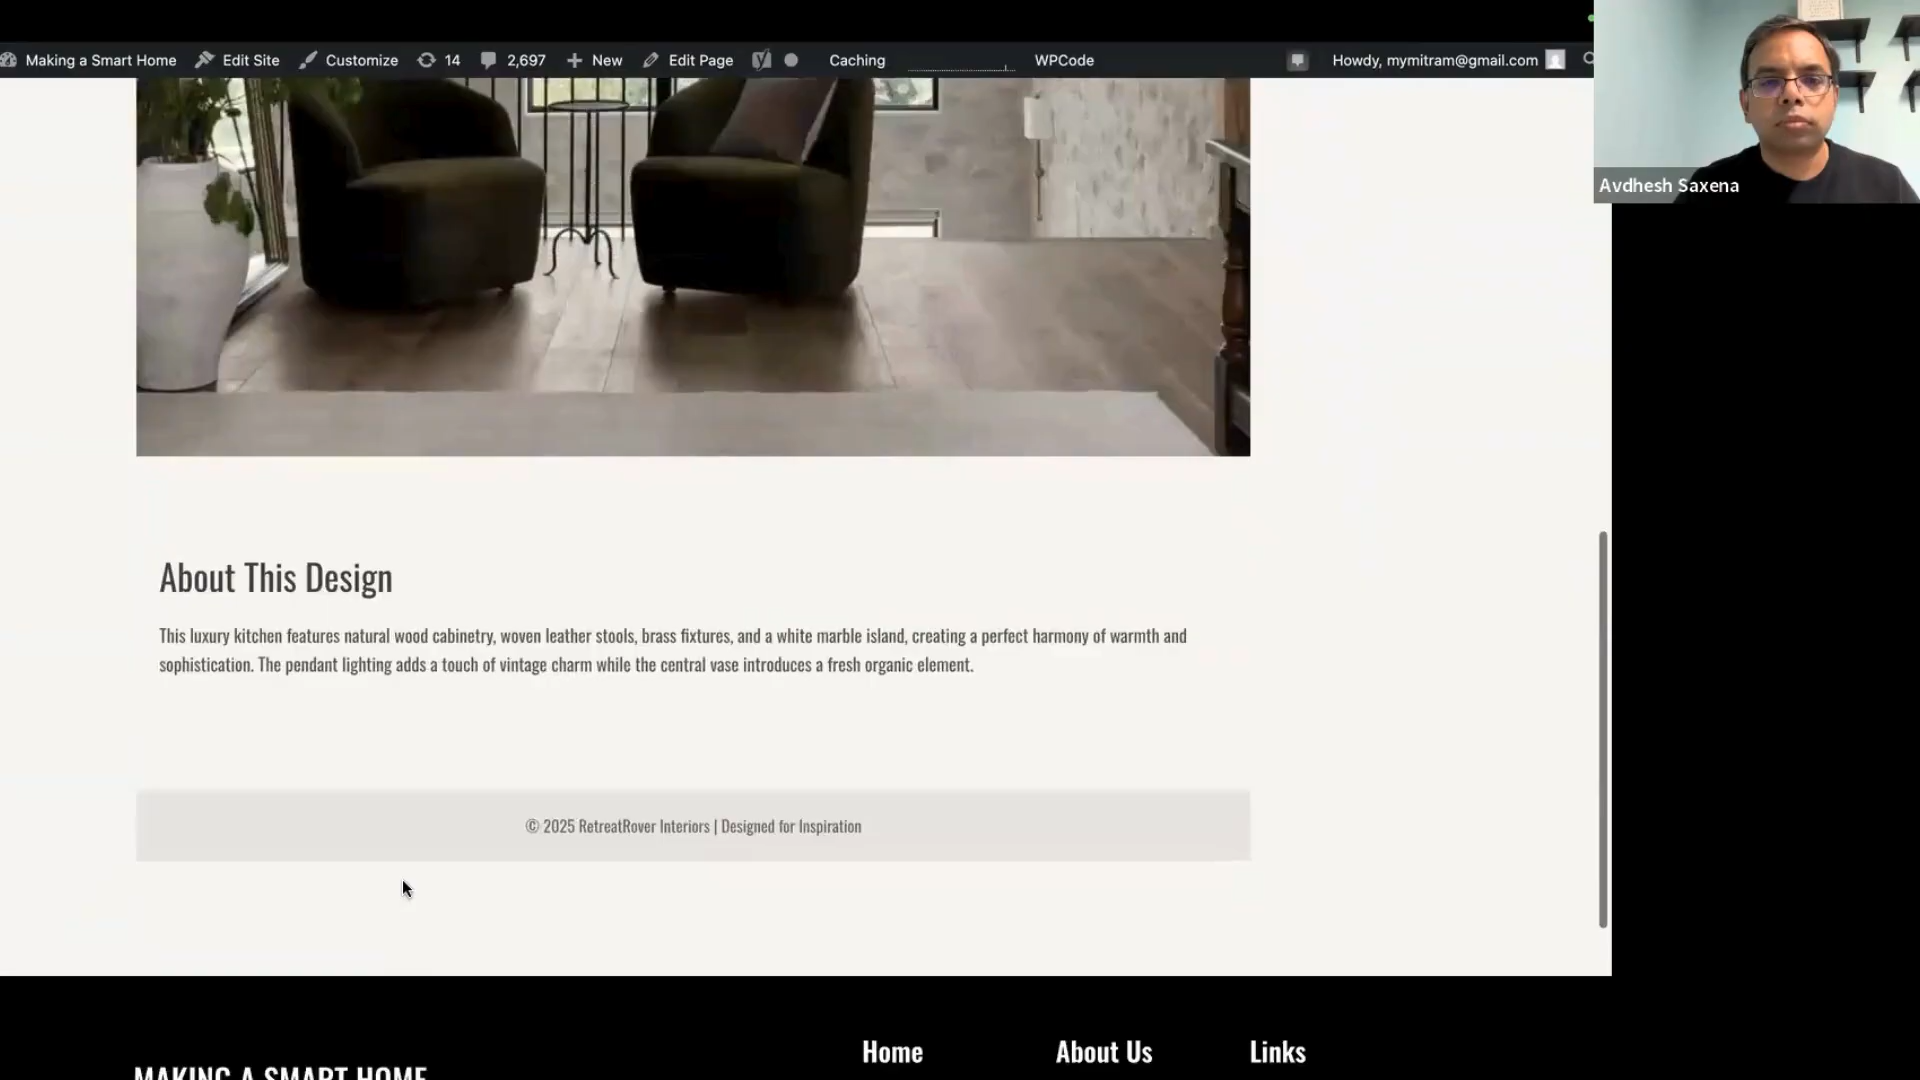 Making a Smart Home Edit Site Customize 14 2,697 New Edit Page Caching WPCode Howdy, mymitram@gmail.com
Avdhesh Saxena
About This Design
This luxury kitchen features natural wood cabinetry, woven leather stools, brass fixtures, and a white marble island, creating a perfect harmony of warmth and
sophistication. The pendant lighting adds a touch of vintage charm while the central vase introduces a fresh organic element.
© 2025 RetreatRover Interiors | Designed for Inspiration
Home About Us Links
MAKING A SMART HOME